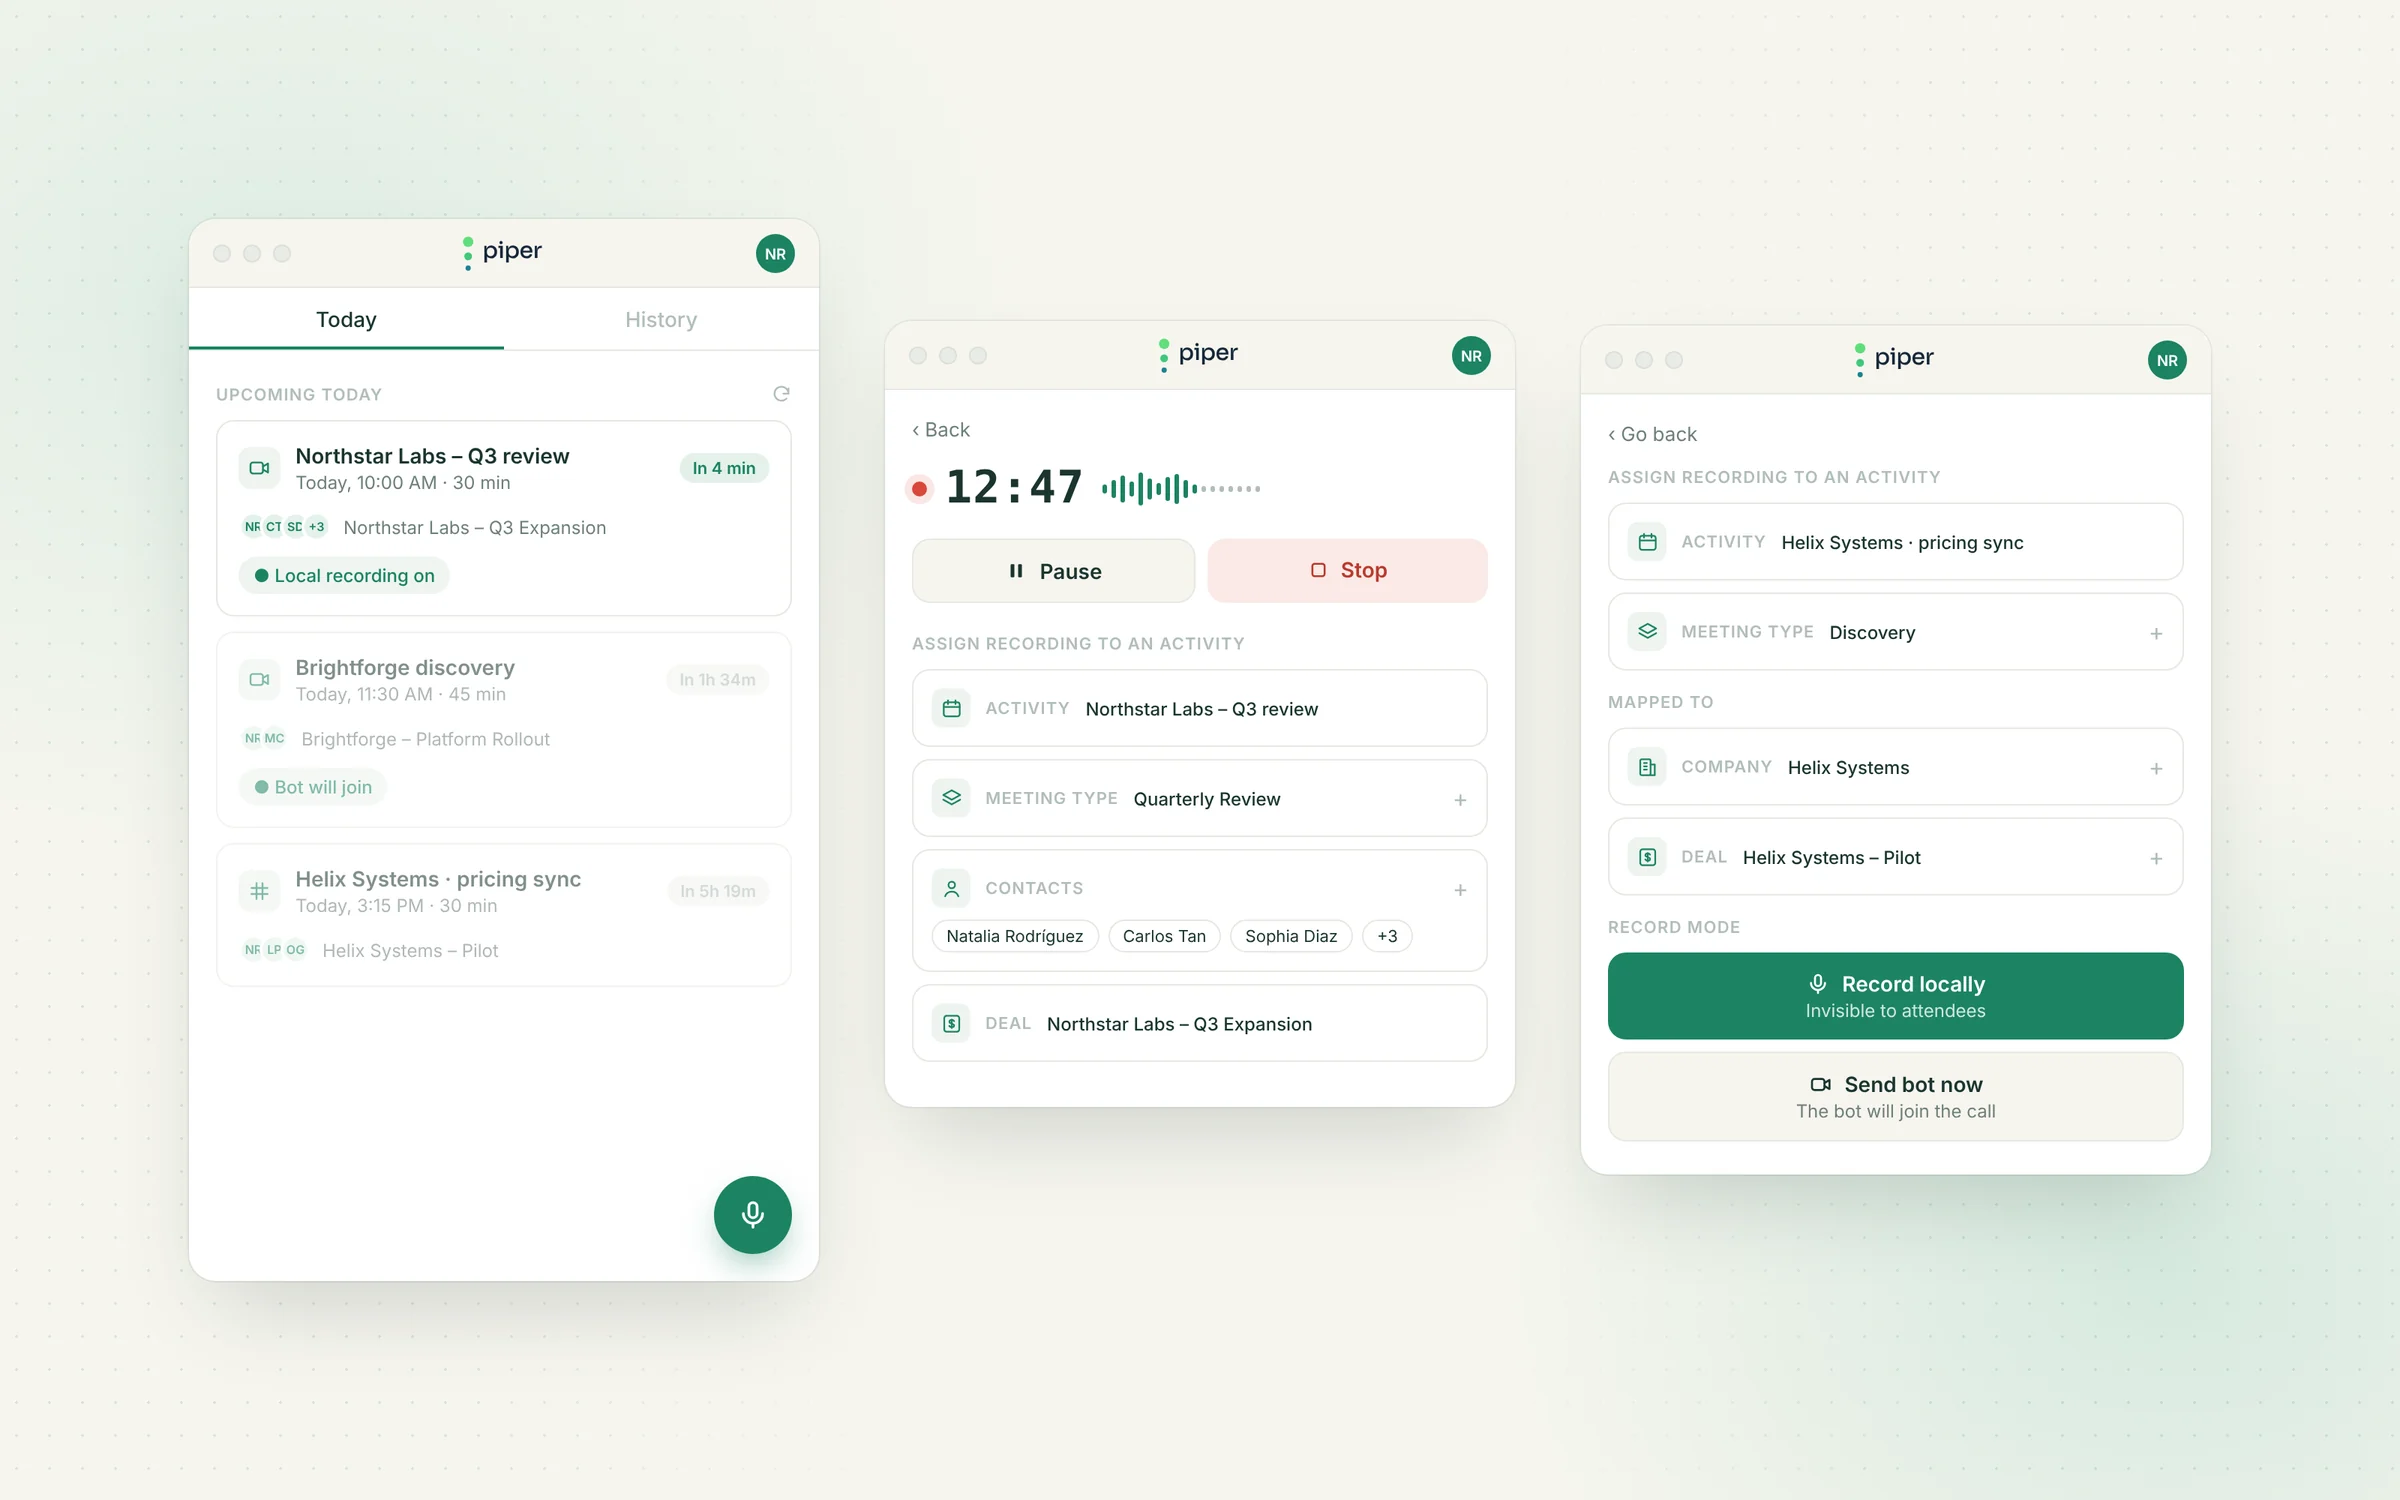 piper
NR
Today
History
UPCOMING TODAY
Northstar Labs – Q3 review
In 4 min
Today, 10:00 AM · 30 min
NR CT SD +3 Northstar Labs – Q3 Expansion
Local recording on
Brightforge discovery
In 1h 34m
Today, 11:30 AM · 45 min
NR MC Brightforge – Platform Rollout
Bot will join
Helix Systems · pricing sync
In 5h 19m
Today, 3:15 PM · 30 min
NR LP OG Helix Systems – Pilot
piper
NR
‹ Back
12:47
Pause
Stop
ASSIGN RECORDING TO AN ACTIVITY
ACTIVITY Northstar Labs – Q3 review
MEETING TYPE Quarterly Review +
CONTACTS +
Natalia Rodríguez Carlos Tan Sophia Diaz +3
DEAL Northstar Labs – Q3 Expansion
piper
NR
‹ Go back
ASSIGN RECORDING TO AN ACTIVITY
ACTIVITY Helix Systems · pricing sync
MEETING TYPE Discovery +
MAPPED TO
COMPANY Helix Systems +
DEAL Helix Systems – Pilot +
RECORD MODE
Record locally
Invisible to attendees
Send bot now
The bot will join the call